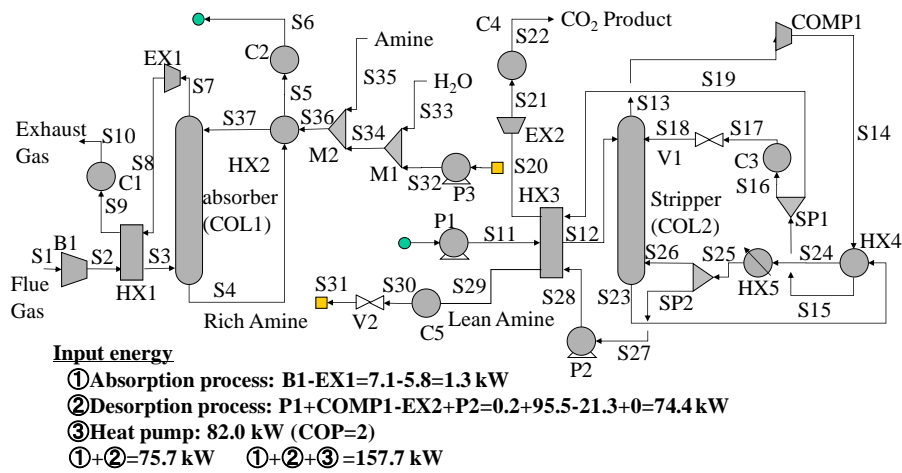 S6
C4
CO2 Product
S22
COMP1
C2
Amine
EX1
S7
S5
S35
H2O
S21
S19
S33
S13
S10
Exhaust
Gas
S37
S36
S34
EX2
S18
S17
S14
S8
HX2
M2
S20
V1
C3
C1
M1
S32
P3
HX3
S16
S9
absorber
(COL1)
P1
Stripper
(COL2)
SP1
S1
B1
S2
S3
S11
S12
HX4
S26
S25
S24
Flue
Gas
HX1
S31
S30
S29
S28
S23
SP2
HX5
S4
S15
Rich Amine
V2
C5
Lean Amine
S27
P2
Input energy
①Absorption process: B1-EX1=7.1-5.8=1.3 kW
②Desorption process: P1+COMP1-EX2+P2=0.2+95.5-21.3+0=74.4 kW
③Heat pump: 82.0 kW (COP=2)
①+②=75.7 kW ①+②+③=157.7 kW